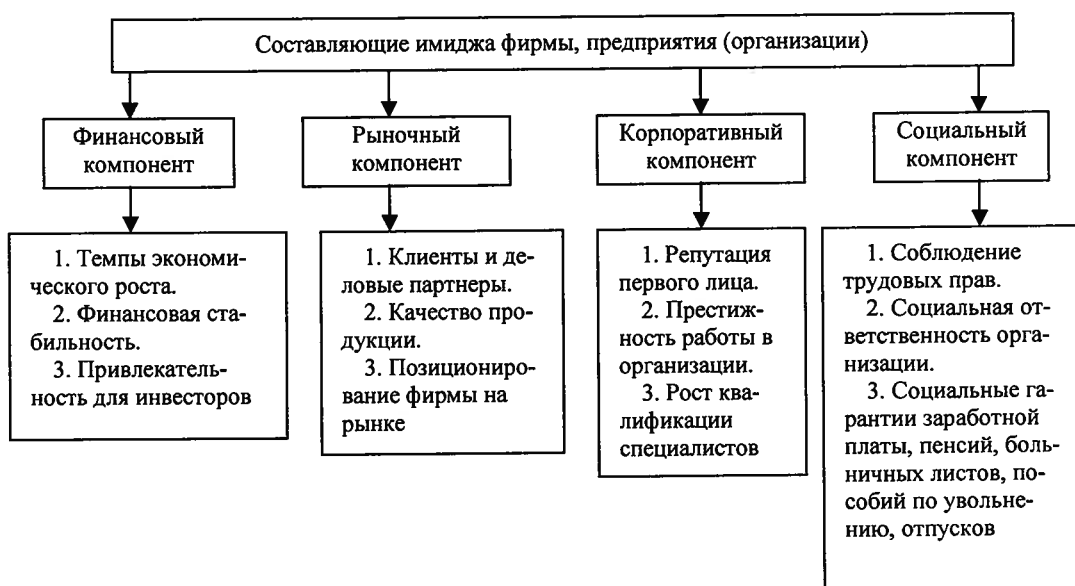 Составляющие имиджа фирмы, предприятия (организации)
Финансовый
компонент
Рыночный
компонент
Корпоративный
компонент
Социальный
компонент
1. Темпы экономи-
ческого роста.
2. Финансовая ста-
бильность.
3. Привлекатель-
ность для инвесторов
1. Клиенты и де-
ловые партнеры.
2. Качество про-
дукции.
3. Позициониро-
вание фирмы на
рынке
1. Репутация
первого лица.
2. Престиж-
ность работы в
организации.
3. Рост ква-
лификации
специалистов
1. Соблюдение
трудовых прав.
2. Социальная от-
ветственность орга-
низации.
3. Социальные га-
рантии заработной
платы, пенсий, боль-
ничных листов, по-
собий по увольне-
нию, отпусков